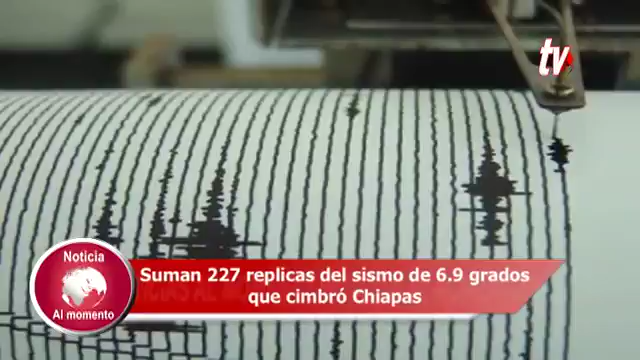 tv
Noticia
Al momento
Suman 227 replicas del sismo de 6.9 grados
que cimbró Chiapas